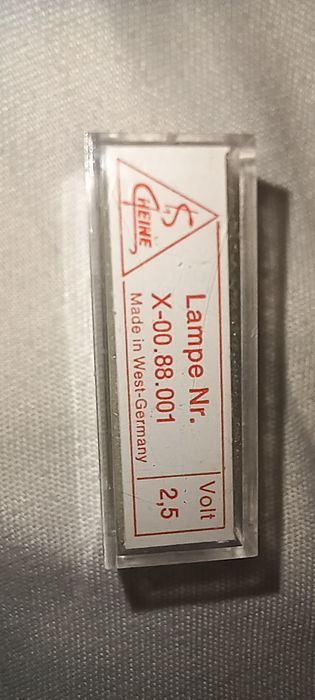 HEINE
Lampe Nr.
X-00.88.001
Made in West-Germany
Volt
2,5